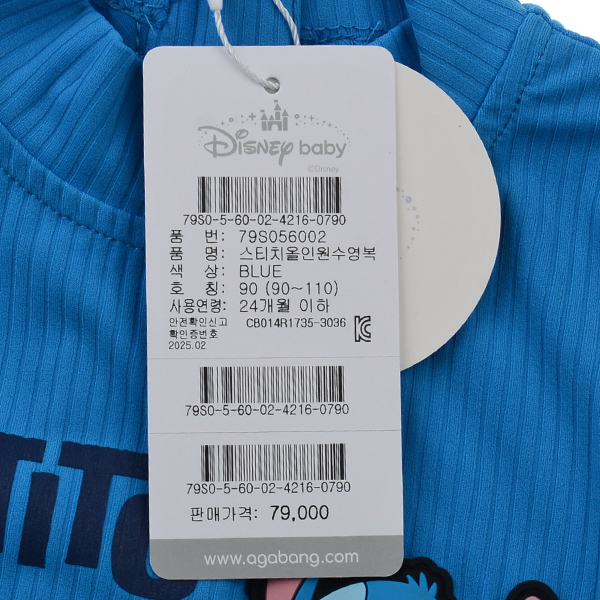 Disney baby
©Disney
79S0-5-60-02-4216-0790
품 번: 79S056002
품 명: 스티치올인원수영복
색 상: BLUE
호 칭: 90 (90~110)
사용연령: 24개월 이하
안전확인신고 CB014R1735-3036
확인증번호
2025.02
79S0-5-60-02-4216-0790
79S0-5-60-02-4216-0790
판매가격: 79,000
www.agabang.com